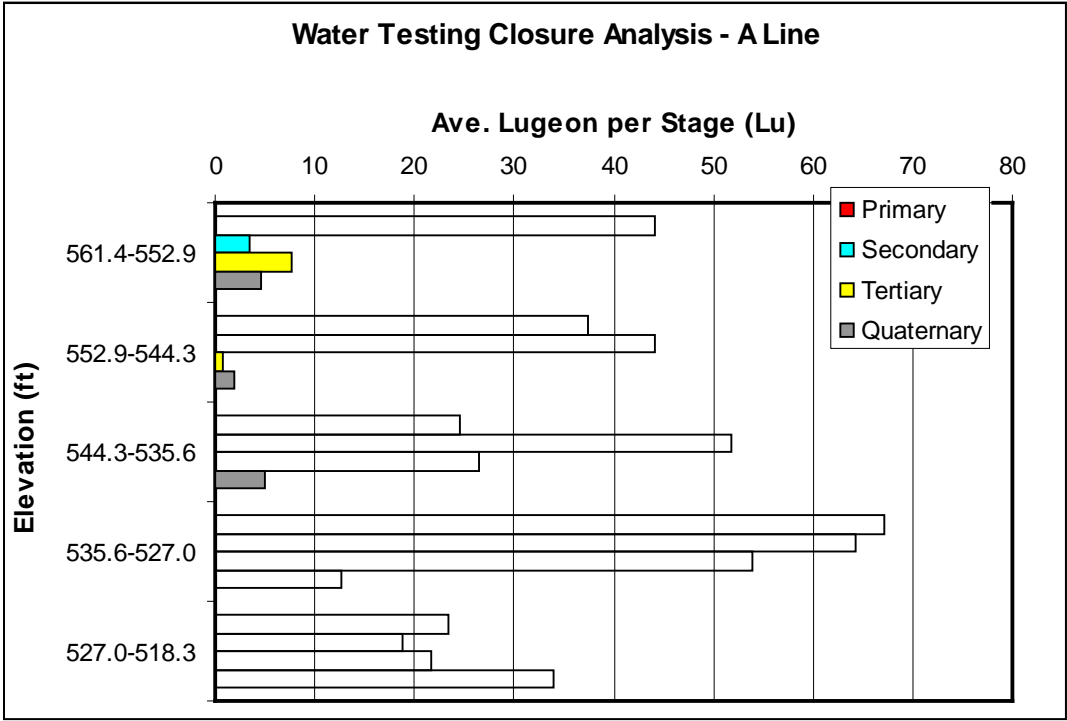 Water Testing Closure Analysis - A Line
Ave. Lugeon per Stage (Lu)
0 10 20 30 40 50 60 70 80
Primary
Secondary
Tertiary
Quaternary
Elevation (ft)
561.4-552.9
552.9-544.3
544.3-535.6
535.6-527.0
527.0-518.3